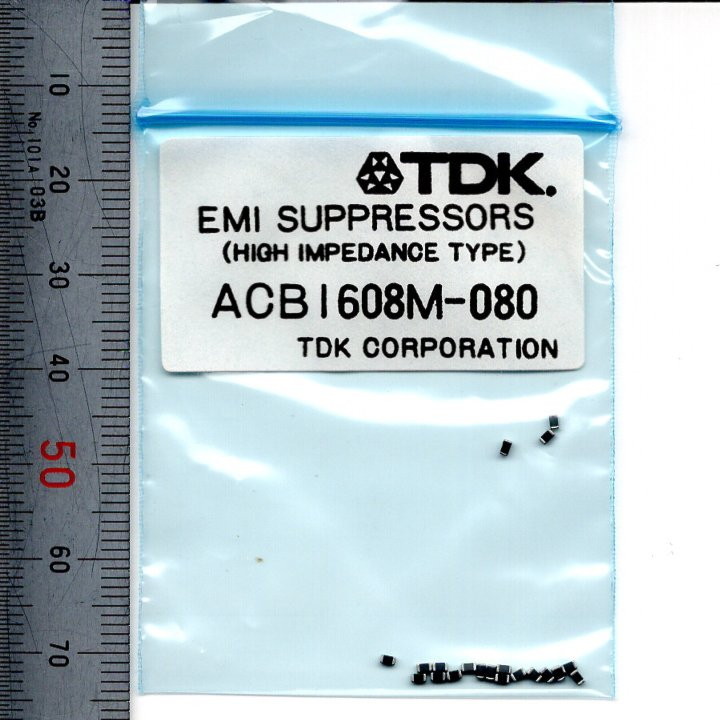 TDK.
EMI SUPPRESSORS
(HIGH IMPEDANCE TYPE)
ACB1608M-080
TDK CORPORATION
10
20
30
40
50
60
70
No.101A 03B